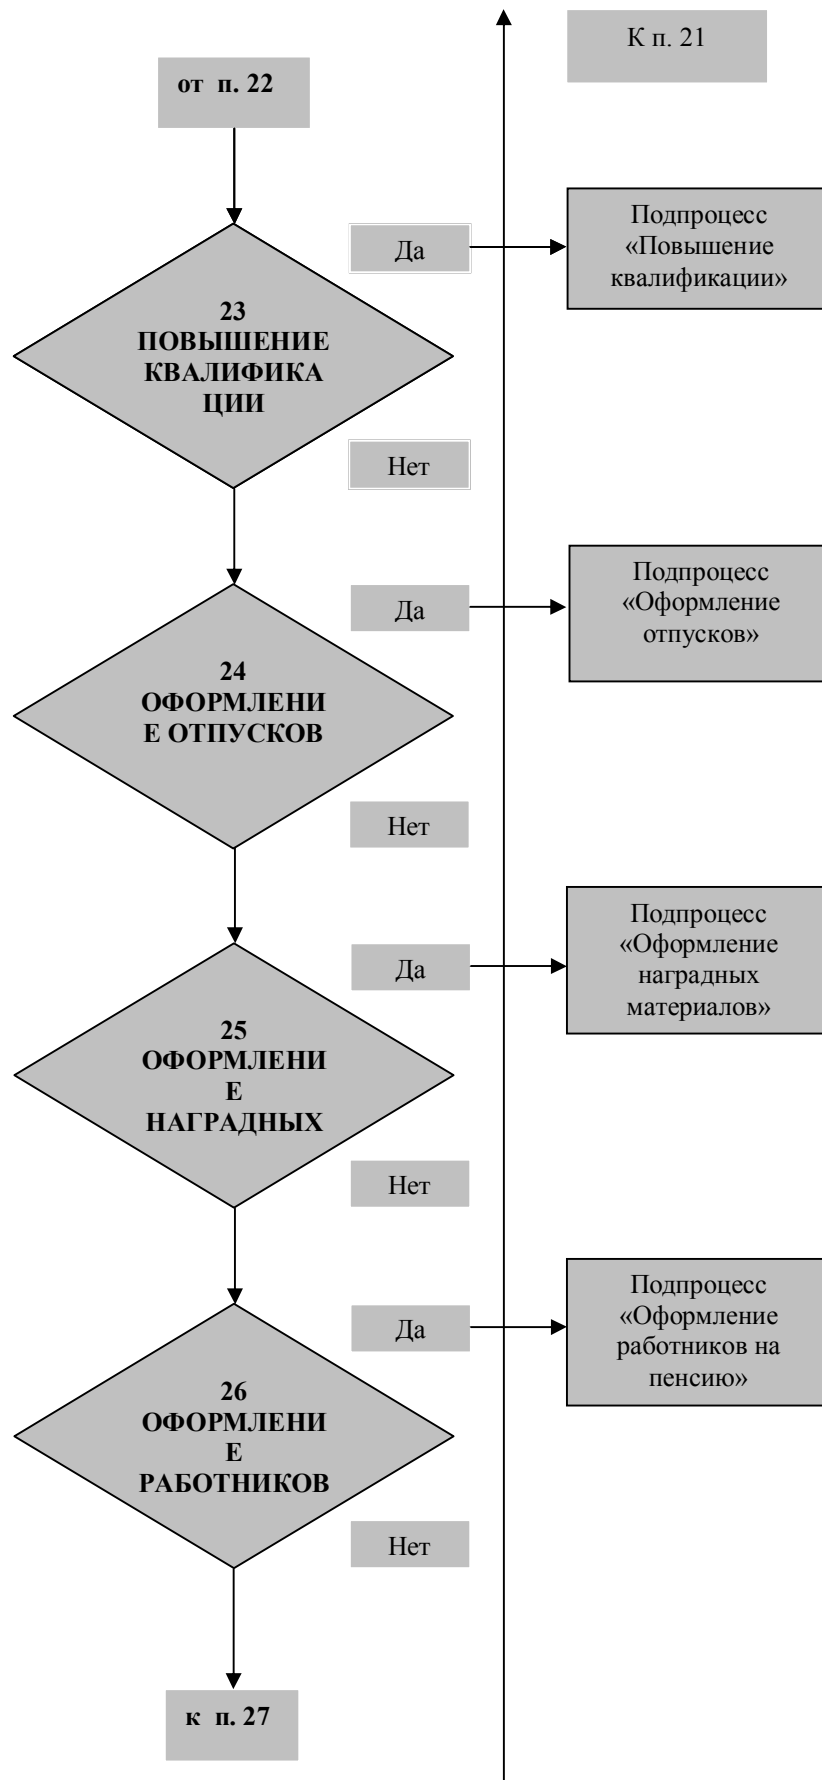 К п. 21
от п. 22
Да
Подпроцесс
«Повышение
квалификации»
23
ПОВЫШЕНИЕ
КВАЛИФИКА
ЦИИ
Нет
Да
Подпроцесс
«Оформление
отпусков»
24
ОФОРМЛЕНИ
Е ОТПУСКОВ
Нет
Да
Подпроцесс
«Оформление
наградных
материалов»
25
ОФОРМЛЕНИ
Е
НАГРАДНЫХ
Нет
Да
Подпроцесс
«Оформление
работников на
пенсию»
26
ОФОРМЛЕНИ
Е
РАБОТНИКОВ
Нет
к п. 27